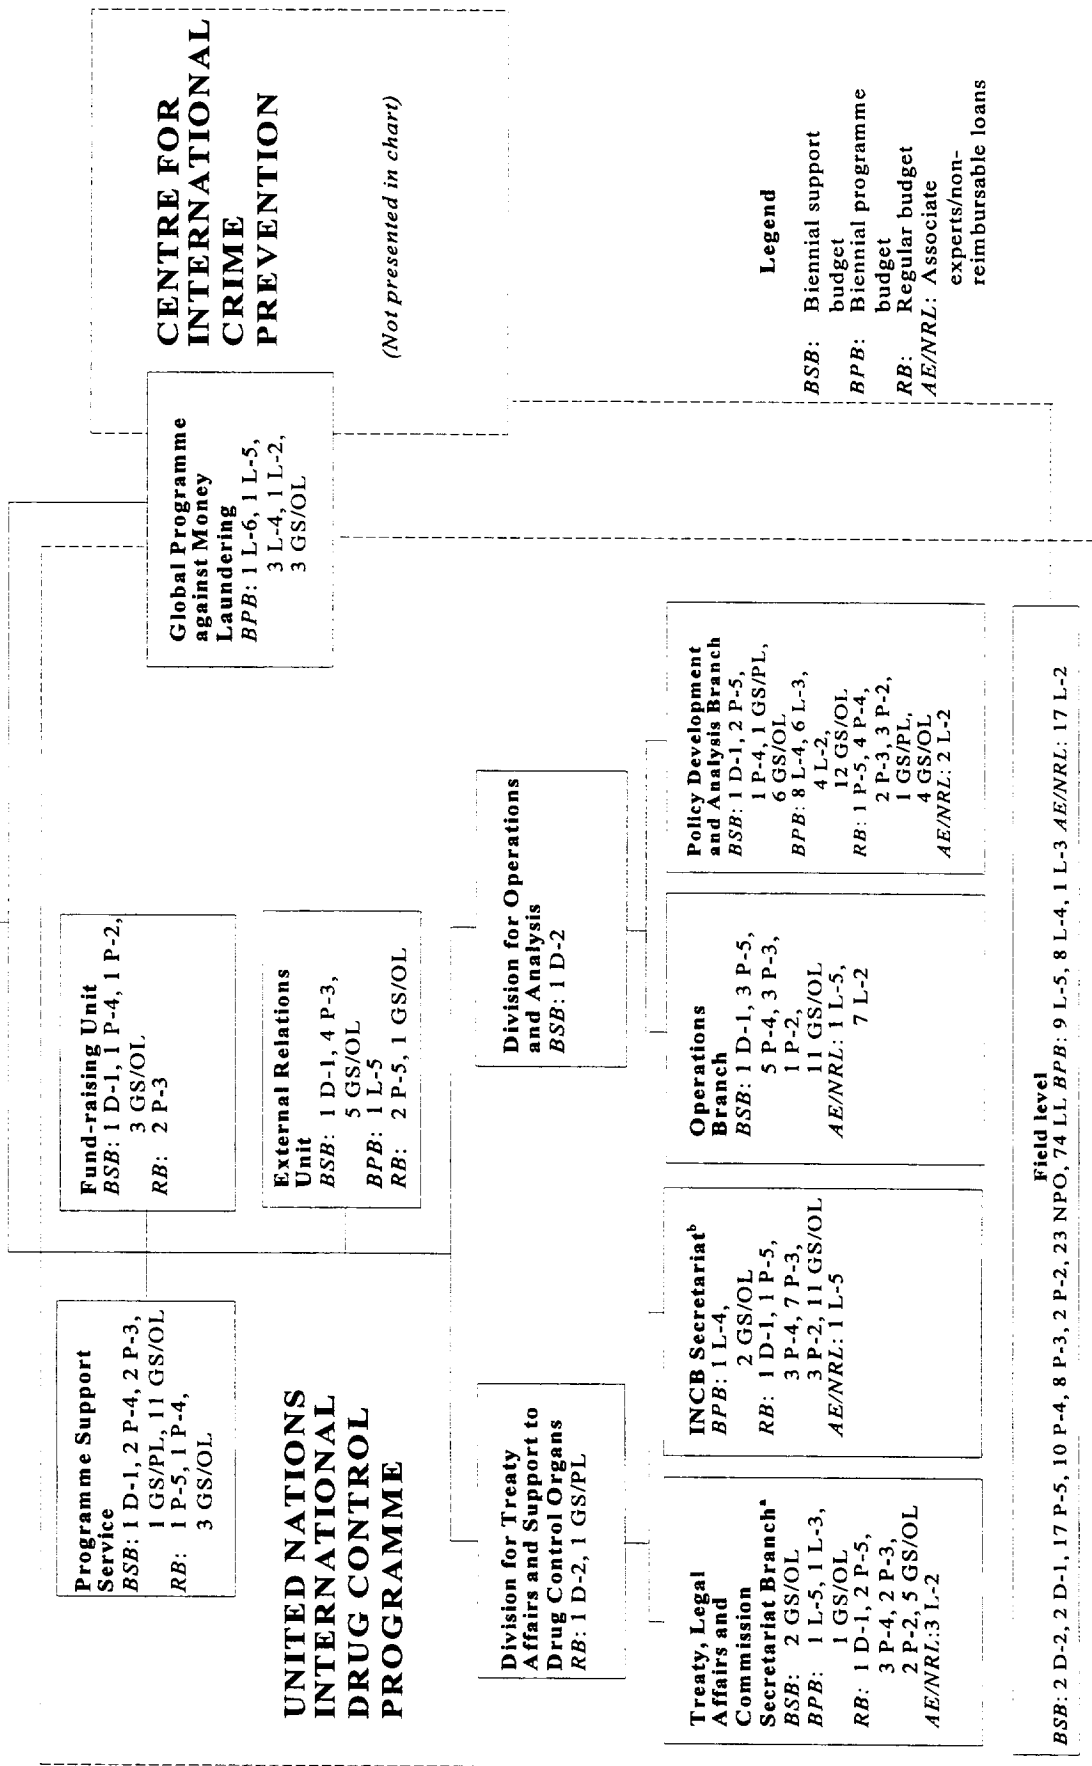 Programme Support
Service
BSB: 1 D-1, 2 P-4, 2 P-3,
1 GS/PL, 11 GS/OL
RB: 1 P-5, 1 P-4,
3 GS/OL
Fund-raising Unit
BSB: 1 D-1, 1 P-4, 1 P-2,
3 GS/OL
RB: 2 P-3
Global Programme
against Money
Laundering
BPB: 1 L-6, 1 L-5,
3 L-4, 1 L-2,
3 GS/OL
CENTRE FOR
INTERNATIONAL
CRIME
PREVENTION
(Not presented in chart)
UNITED NATIONS
INTERNATIONAL
DRUG CONTROL
PROGRAMME
External Relations
Unit
BSB: 1 D-1, 4 P-3,
5 GS/OL
BPB: 1 L-5
RB: 2 P-5, 1 GS/OL
Division for Treaty
Affairs and Support to
Drug Control Organs
RB: 1 D-2, 1 GS/PL
Division for Operations
and Analysis
BSB: 1 D-2
Treaty, Legal
Affairs and
Commission
Secretariat Branchᵃ
BSB: 2 GS/OL
BPB: 1 L-5, 1 L-3,
1 GS/OL
RB: 1 D-1, 2 P-5,
3 P-4, 2 P-3,
2 P-2, 5 GS/OL
AE/NRL:3 L-2
INCB Secretariatᵇ
BPB: 1 L-4,
2 GS/OL
RB: 1 D-1, 1 P-5,
3 P-4, 7 P-3,
3 P-2, 11 GS/OL
AE/NRL: 1 L-5
Operations
Branch
BSB: 1 D-1, 3 P-5,
5 P-4, 3 P-3,
1 P-2,
11 GS/OL
AE/NRL: 1 L-5,
7 L-2
Policy Development
and Analysis Branch
BSB: 1 D-1, 2 P-5,
1 P-4, 1 GS/PL,
6 GS/OL
BPB: 8 L-4, 6 L-3,
4 L-2,
12 GS/OL
RB: 1 P-5, 4 P-4,
2 P-3, 3 P-2,
1 GS/PL,
4 GS/OL
AE/NRL: 2 L-2
Legend
BSB: Biennial support
budget
BPB: Biennial programme
budget
RB: Regular budget
AE/NRL: Associate
experts/non-
reimbursable loans
Field level
BSB: 2 D-2, 2 D-1, 17 P-5, 10 P-4, 8 P-3, 2 P-2, 23 NPO, 74 LL BPB: 9 L-5, 8 L-4, 1 L-3 AE/NRL: 17 L-2